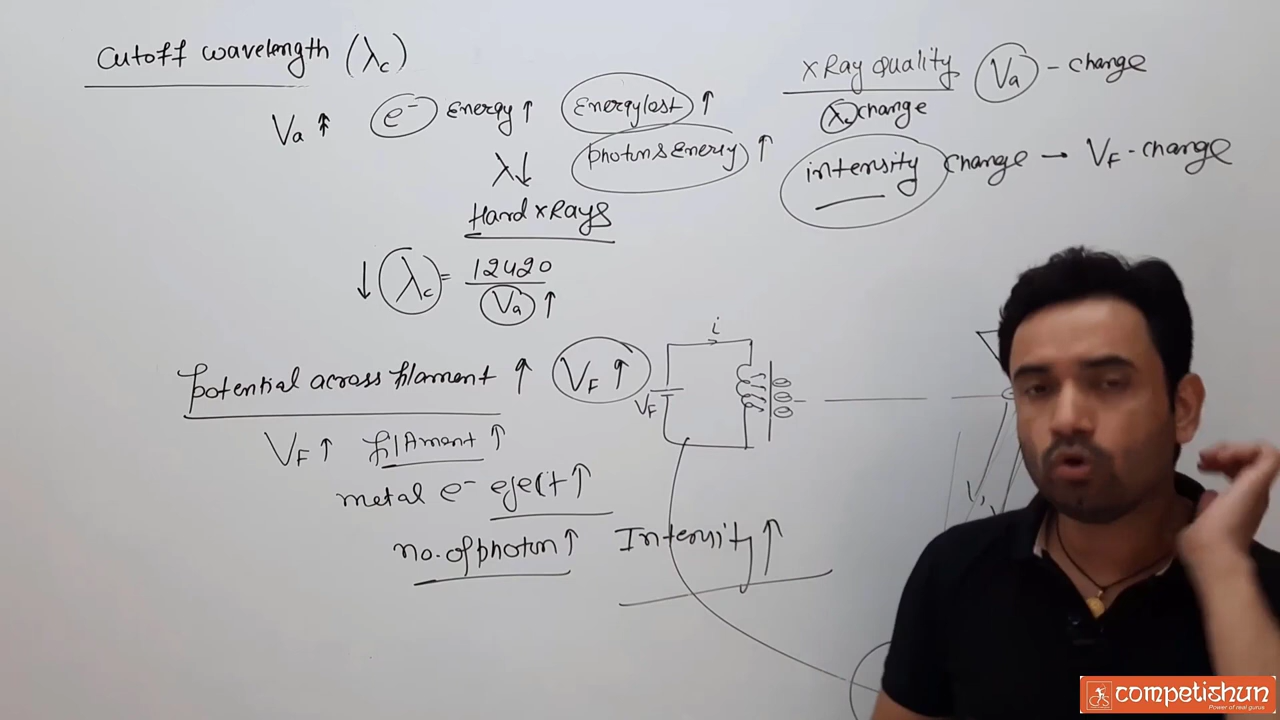 Cutoff wavelength (λc)
Va ↑ e⁻ Energy ↑ Energy lost ↑
photons Energy ↑
λ↓
Hard x Rays
↓ λc = 12420 / Va ↑
Potential across filament ↑ VF ↑
VF ↑ filament ↑
metal e⁻ eject ↑
no. of photon ↑ Intensity ↑
i
VF
x Ray quality Va - change
change
intensity change → VF - change
competishun
Power of real gurus